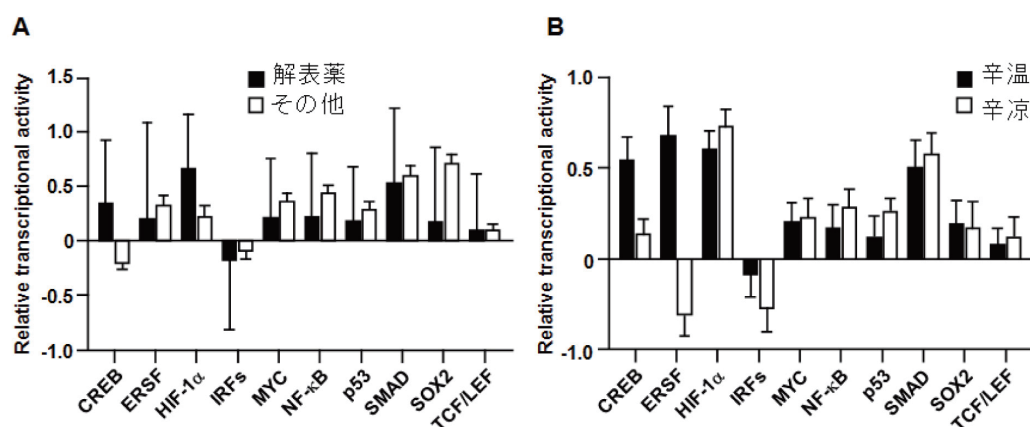 A
Relative transcriptional activity
1.5
1.0
0.5
0
-0.5
-1.0
解表薬
その他
CREB
ERSF
HIF-1α
IRFs
MYC
NF-κB
p53
SMAD
SOX2
TCF/LEF
B
Relative transcriptional activity
1.0
0.5
0
-1.0
辛温
辛凉
CREB
ERSF
HIF-1α
IRFs
MYC
NF-κB
p53
SMAD
SOX2
TCF/LEF